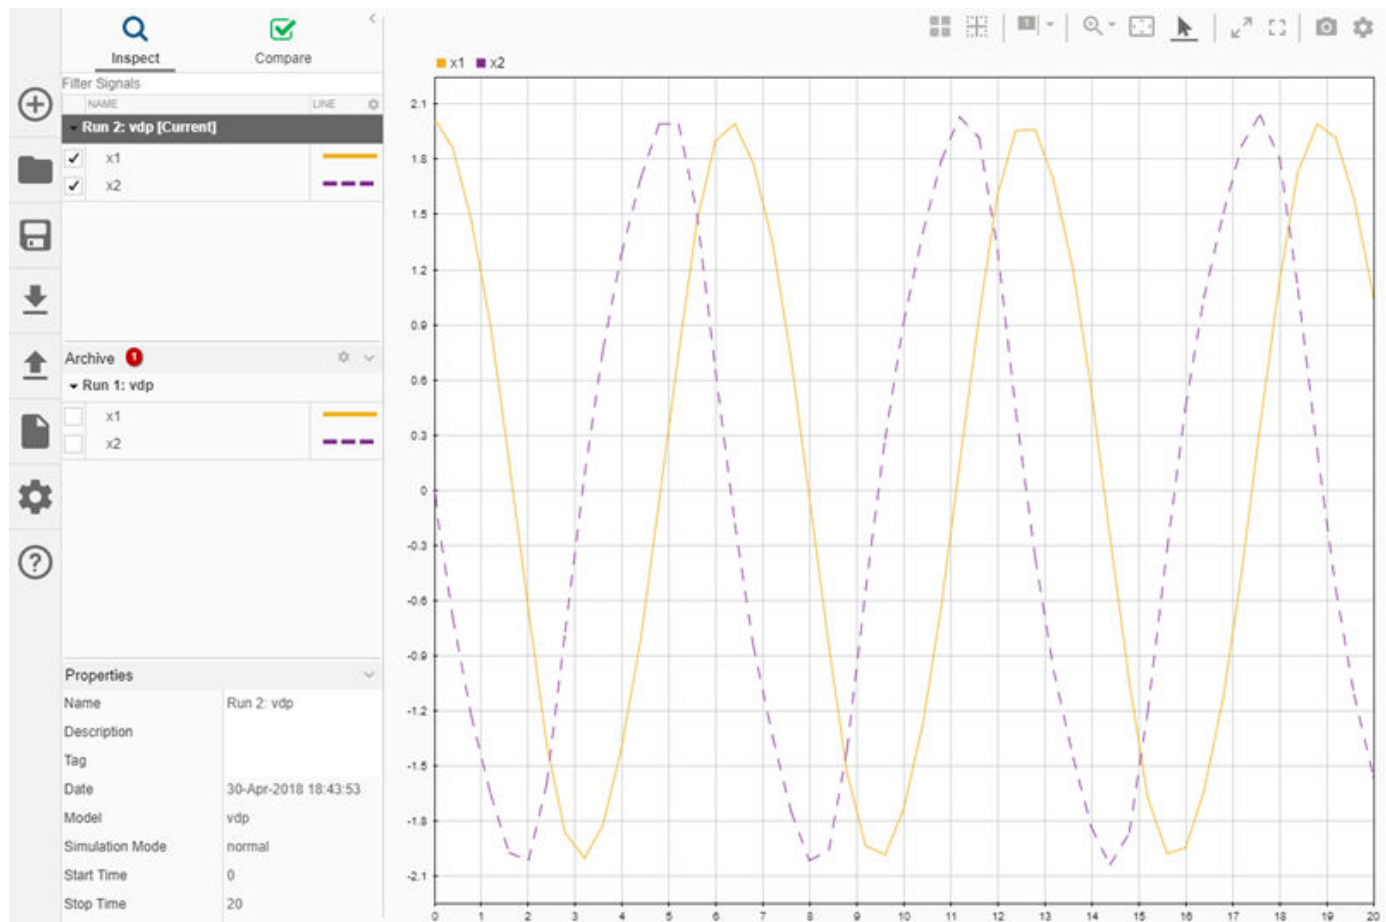 Inspect Compare
Filter Signals
NAME LINE
Run 2: vdp [Current]
x1
x2
Archive 1
Run 1: vdp
x1
x2
Properties
Name Run 2: vdp
Description
Tag
Date 30-Apr-2018 18:43:53
Model vdp
Simulation Mode normal
Start Time 0
Stop Time 20
1
x1 x2
2.1
1.8
1.5
1.2
0.9
0.6
0.3
0
-0.3
-0.6
-0.9
-1.2
-1.5
-1.8
-2.1
0 1 2 3 4 5 6 7 8 9 10 11 12 13 14 15 16 17 18 19 20